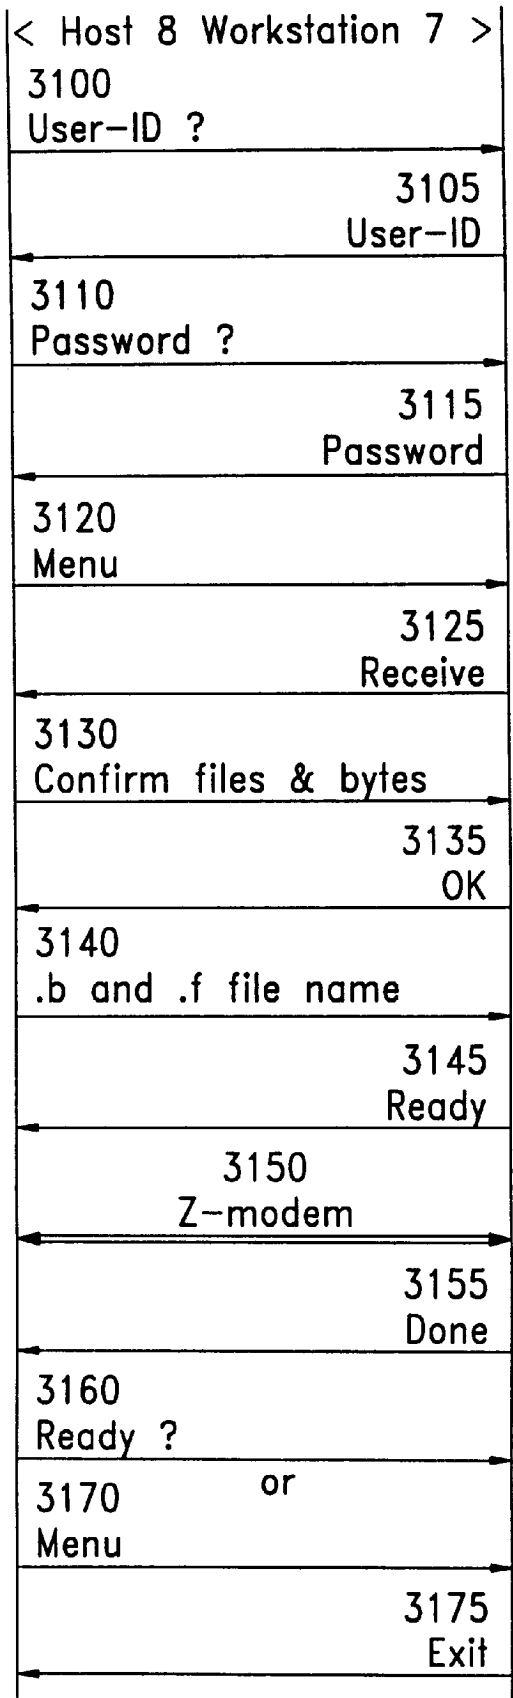 < Host 8 Workstation 7 >
3100
User-ID ?
3105
User-ID
3110
Password ?
3115
Password
3120
Menu
3125
Receive
3130
Confirm files & bytes
3135
OK
3140
.b and .f file name
3145
Ready
3150
Z-modem
3155
Done
3160
Ready ?
or
3170
Menu
3175
Exit